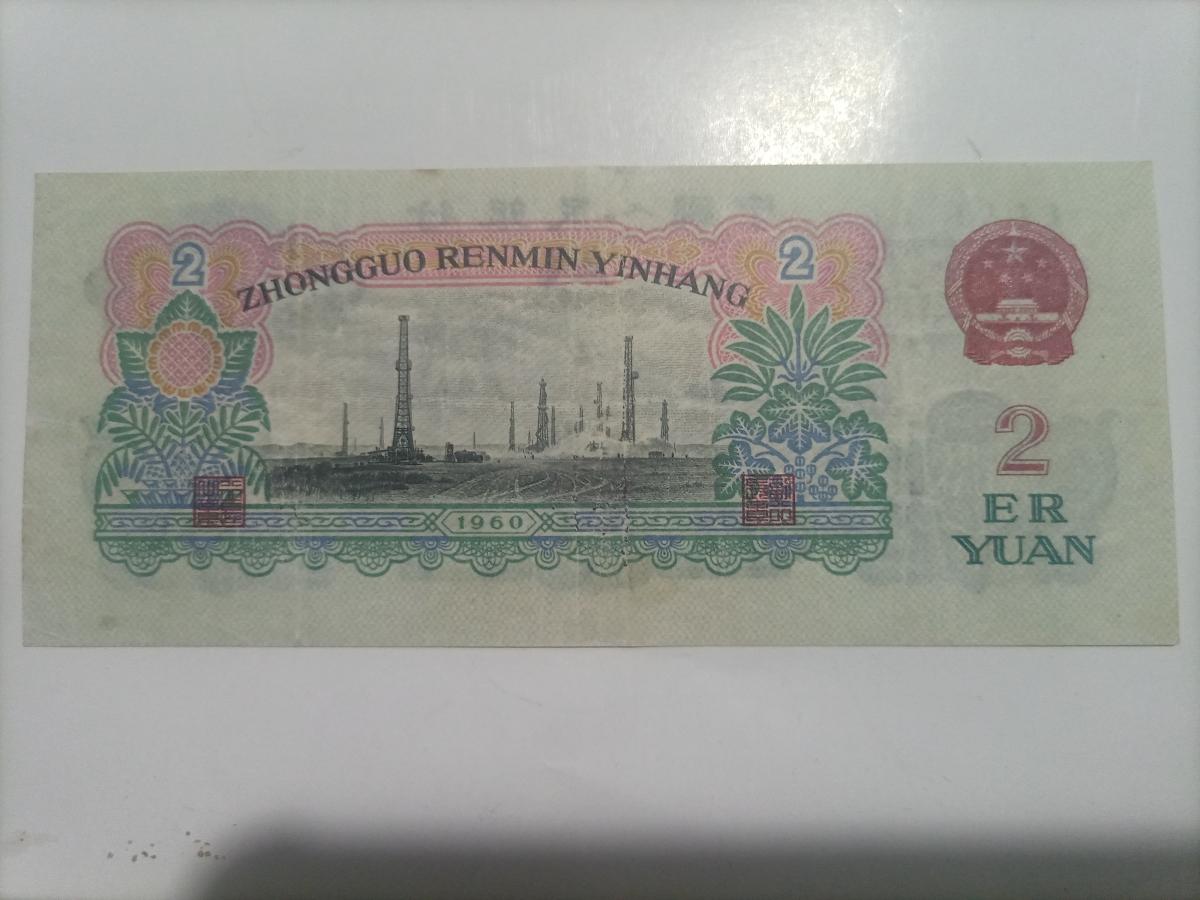 2
2
ZHONGGUO RENMIN YINHANG
1960
2
ER
YUAN